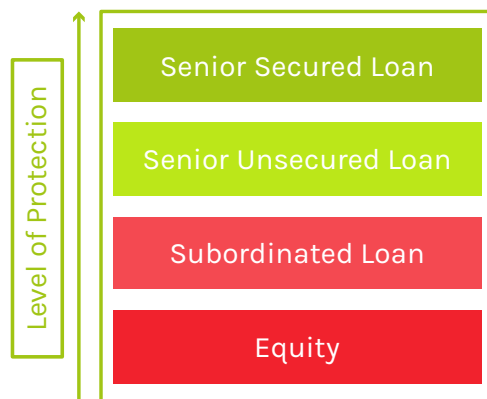 Level of Protection
Senior Secured Loan
Senior Unsecured Loan
Subordinated Loan
Equity